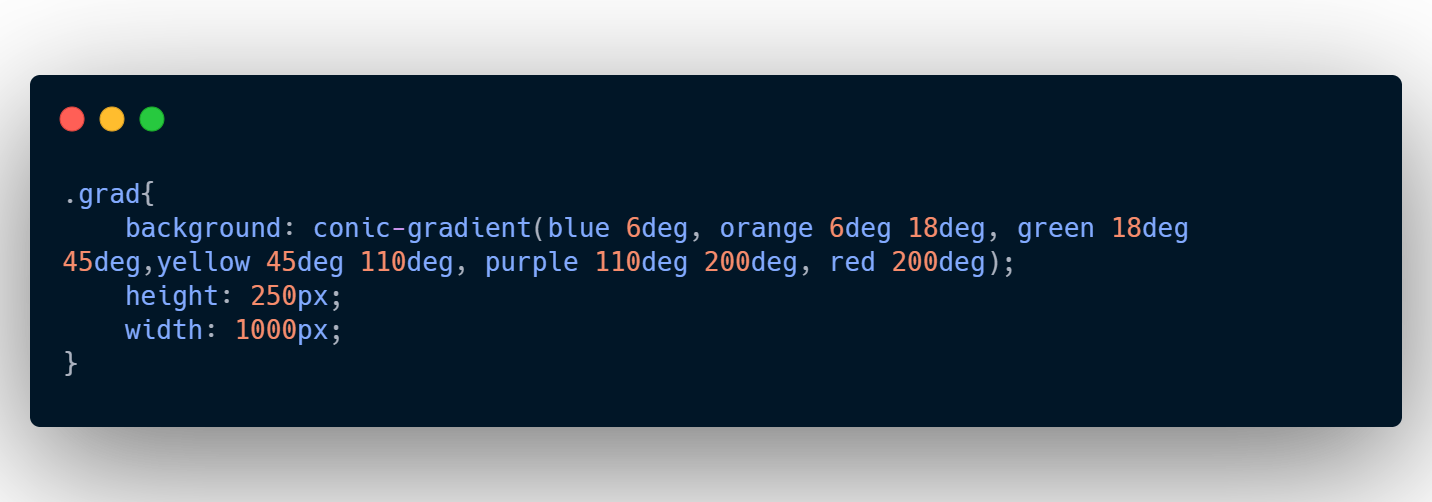 .grad{
    background: conic-gradient(blue 6deg, orange 6deg 18deg, green 18deg
45deg,yellow 45deg 110deg, purple 110deg 200deg, red 200deg);
    height: 250px;
    width: 1000px;
}